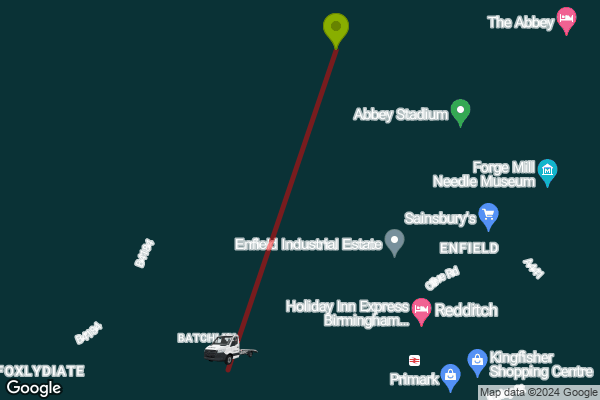 The Abbey
Abbey Stadium
Forge Mill
Needle Museum
Sainsbury's
Enfield Industrial Estate
ENFIELD
B4184
A441
Clive Rd
Holiday Inn Express
Birmingham...
Redditch
B4184
FOXLYDIATE
Kingfisher
Shopping Centre
Primark
Google
Map data ©2024 Google